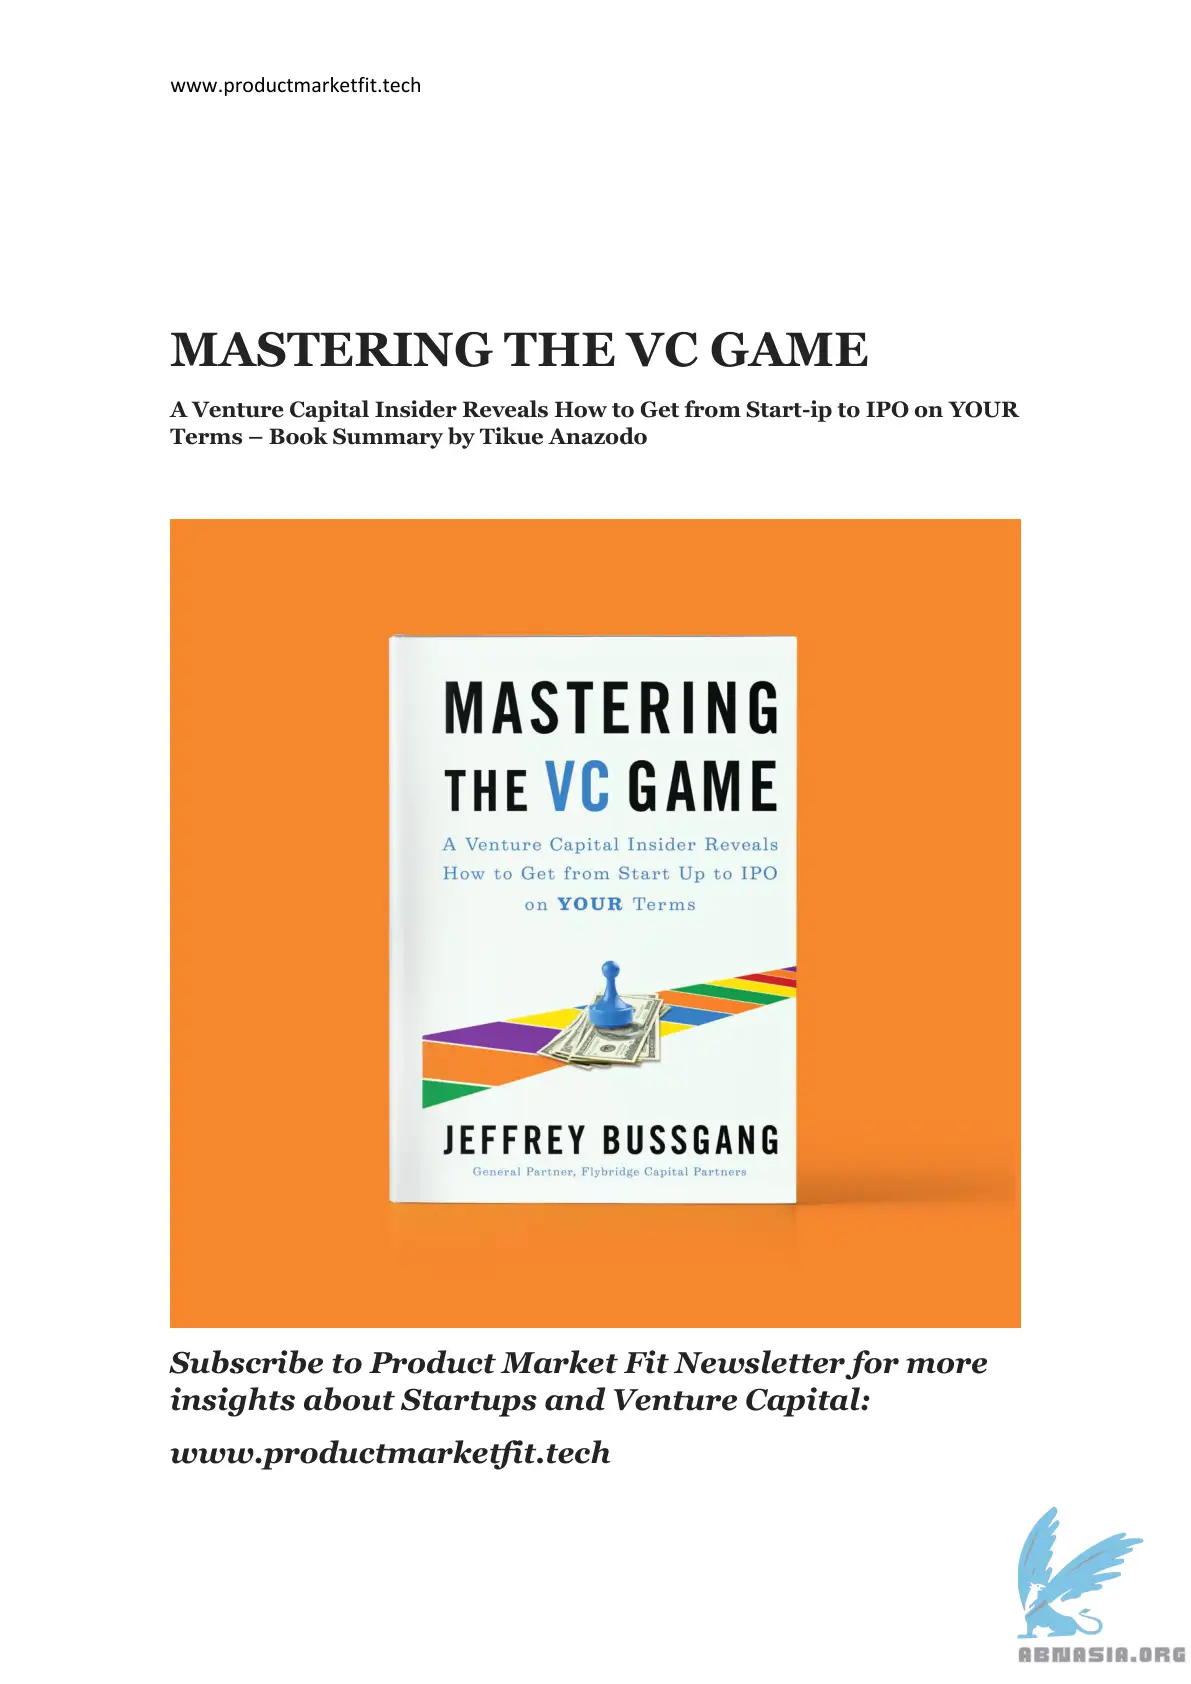 www.productmarketfit.tech
MASTERING THE VC GAME
A Venture Capital Insider Reveals How to Get from Start-ip to IPO on YOUR
Terms – Book Summary by Tikue Anazodo
MASTERING
THE VC GAME
A Venture Capital Insider Reveals
How to Get from Start Up to IPO
on YOUR Terms
JEFFREY BUSSGANG
General Partner, Flybridge Capital Partners
Subscribe to Product Market Fit Newsletter for more
insights about Startups and Venture Capital:
www.productmarketfit.tech
ABNASIA.ORG